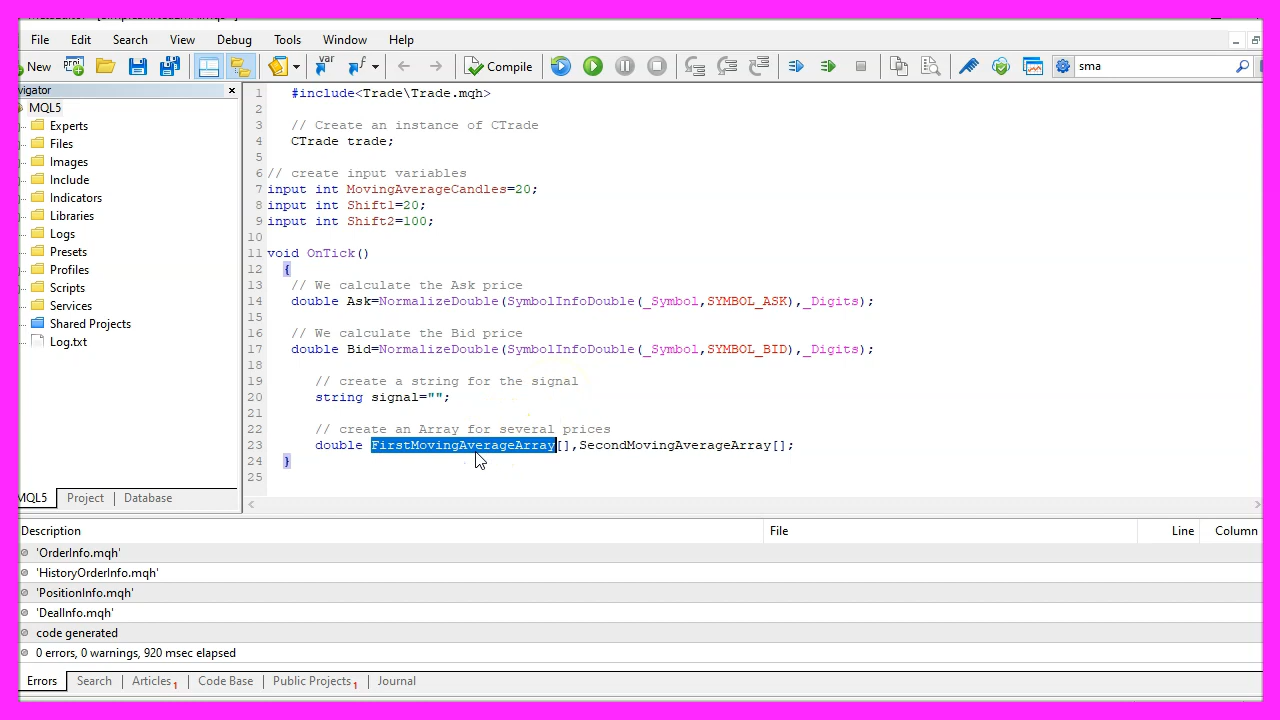 File Edit Search View Debug Tools Window Help
New var Compile sma
avigator
MQL5
Experts
Files
Images
Include
Indicators
Libraries
Logs
Presets
Profiles
Scripts
Services
Shared Projects
Log.txt
MQL5 Project Database
1 #include<Trade\Trade.mqh>
2
3 // Create an instance of CTrade
4 CTrade trade;
5
6 // create input variables
7 input int MovingAverageCandles=20;
8 input int Shift1=20;
9 input int Shift2=100;
10
11 void OnTick()
12 {
13 // We calculate the Ask price
14 double Ask=NormalizeDouble(SymbolInfoDouble(_Symbol,SYMBOL_ASK),_Digits);
15
16 // We calculate the Bid price
17 double Bid=NormalizeDouble(SymbolInfoDouble(_Symbol,SYMBOL_BID),_Digits);
18
19 // create a string for the signal
20 string signal="";
21
22 // create an Array for several prices
23 double FirstMovingAverageArray[],SecondMovingAverageArray[];
24 }
25
Description File Line Column
'OrderInfo.mqh'
'HistoryOrderInfo.mqh'
'PositionInfo.mqh'
'DealInfo.mqh'
code generated
0 errors, 0 warnings, 920 msec elapsed
Errors Search Articles 1 Code Base Public Projects 1 Journal